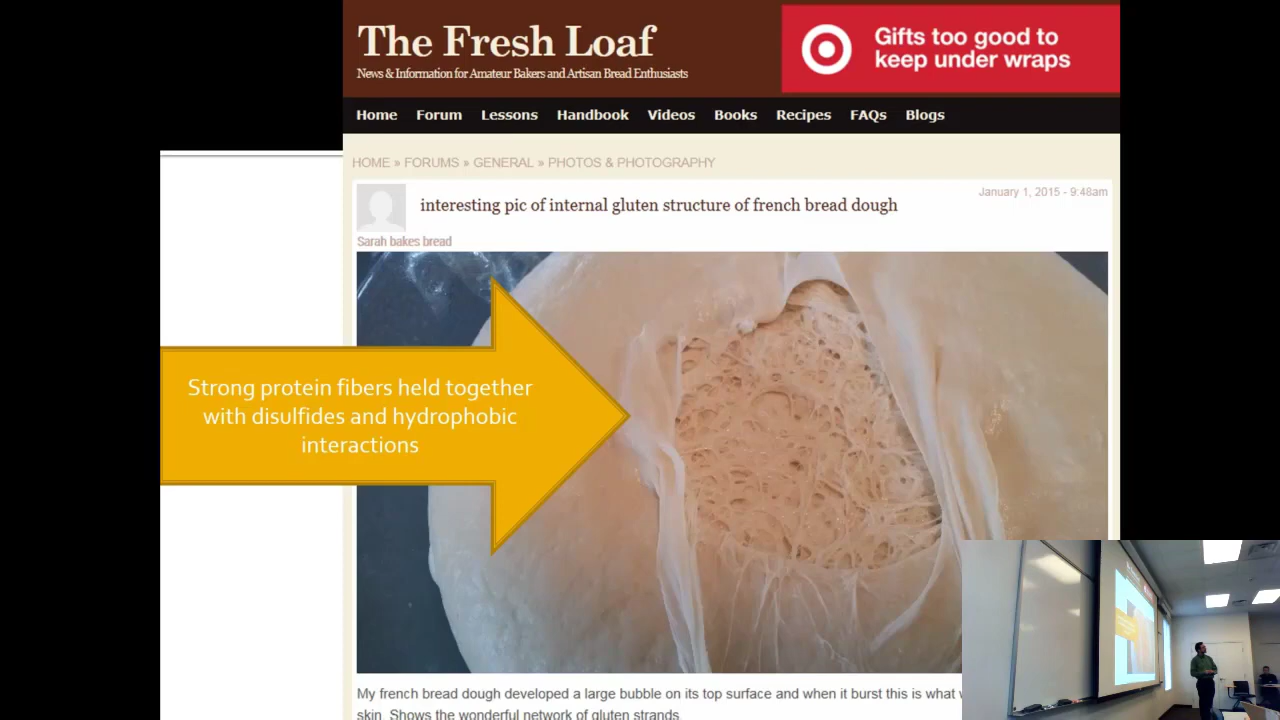 The Fresh Loaf
News & Information for Amateur Bakers and Artisan Bread Enthusiasts
Gifts too good to
keep under wraps
Home Forum Lessons Handbook Videos Books Recipes FAQs Blogs
HOME » FORUMS » GENERAL » PHOTOS & PHOTOGRAPHY
January 1, 2015 - 9:48am
interesting pic of internal gluten structure of french bread dough
Sarah bakes bread
Strong protein fibers held together
with disulfides and hydrophobic
interactions
My french bread dough developed a large bubble on its top surface and when it burst this is what
skin. Shows the wonderful network of gluten strands.